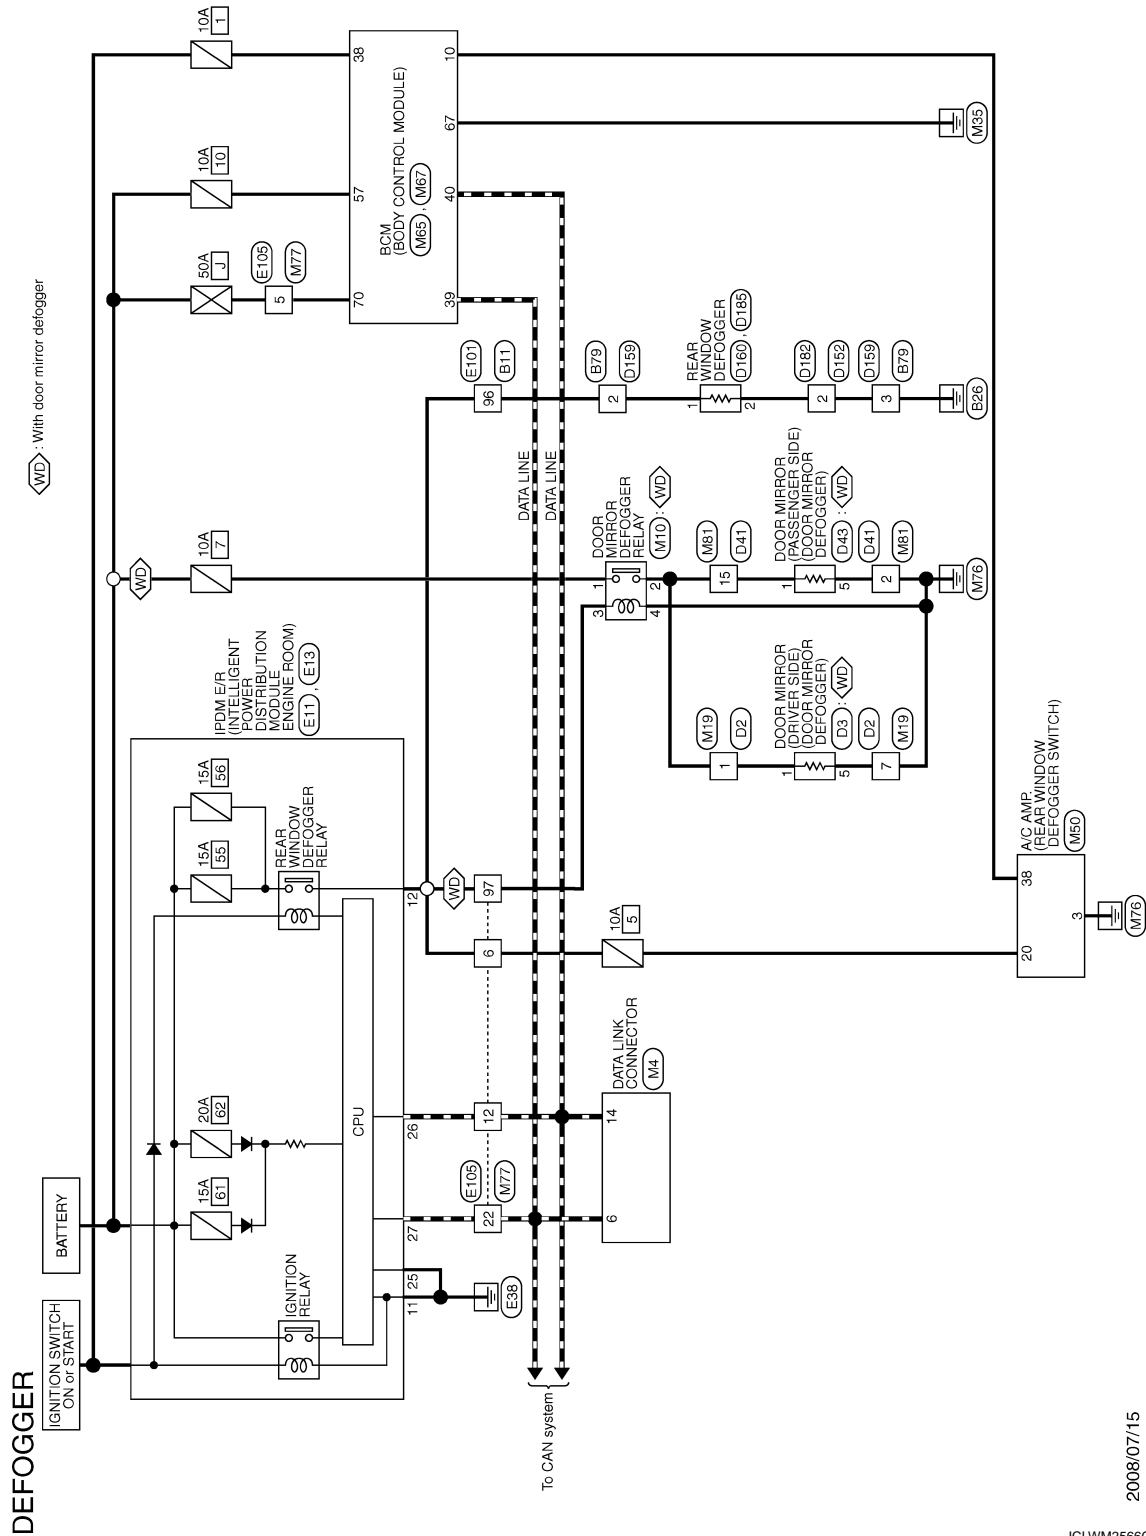 DEFOGGER
WD : With door mirror defogger
IGNITION SWITCH
ON or START
BATTERY
10A
7
50A
J
10A
10
10A
1
WD
E105
M77
5
IPDM E/R
(INTELLIGENT
POWER
DISTRIBUTION
MODULE
ENGINE ROOM)
E11 , E13
15A
61
20A
62
15A
55
15A
56
IGNITION
RELAY
REAR
WINDOW
DEFOGGER
RELAY
CPU
70
57
38
BCM
(BODY CONTROL MODULE)
M65 , M67
39
40
67
10
11
25
27
26
12
E38
WD
E105
M77
22
12
6
97
E101
B11
96
DATA LINE
DATA LINE
To CAN system
6
14
DATA LINK
CONNECTOR
M4
10A
5
3
1
4
2
DOOR
MIRROR
DEFOGGER
RELAY
M10 : WD
B79
D159
2
1
2
REAR
WINDOW
DEFOGGER
D160 , D185
1
M19
D2
15
M81
D41
1
5
DOOR MIRROR
(DRIVER SIDE)
(DOOR MIRROR
DEFOGGER)
D3 : WD
1
5
DOOR MIRROR
(PASSENGER SIDE)
(DOOR MIRROR
DEFOGGER)
D43 : WD
2
D182
D152
7
D2
M19
2
D41
M81
3
D159
B79
M76
B26
M35
20
38
3
A/C AMP.
(REAR WINDOW
DEFOGGER SWITCH)
M50
M76
2008/07/15